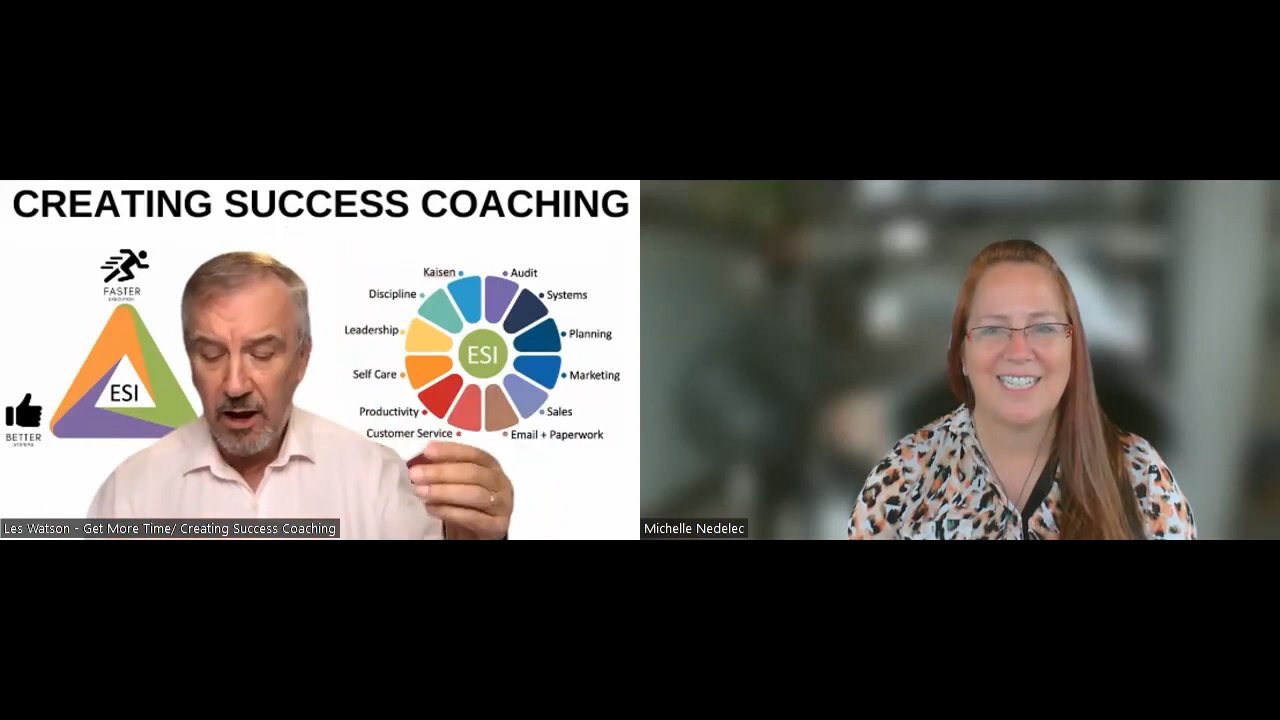 CREATING SUCCESS COACHING
FASTER
EXECUTION
ESI
BETTER
SYSTEMS
Kaisen
Audit
Discipline
Systems
Leadership
Planning
ESI
Self Care
Marketing
Productivity
Sales
Customer Service
Email + Paperwork
Les Watson - Get More Time/ Creating Success Coaching
Michelle Nedelec